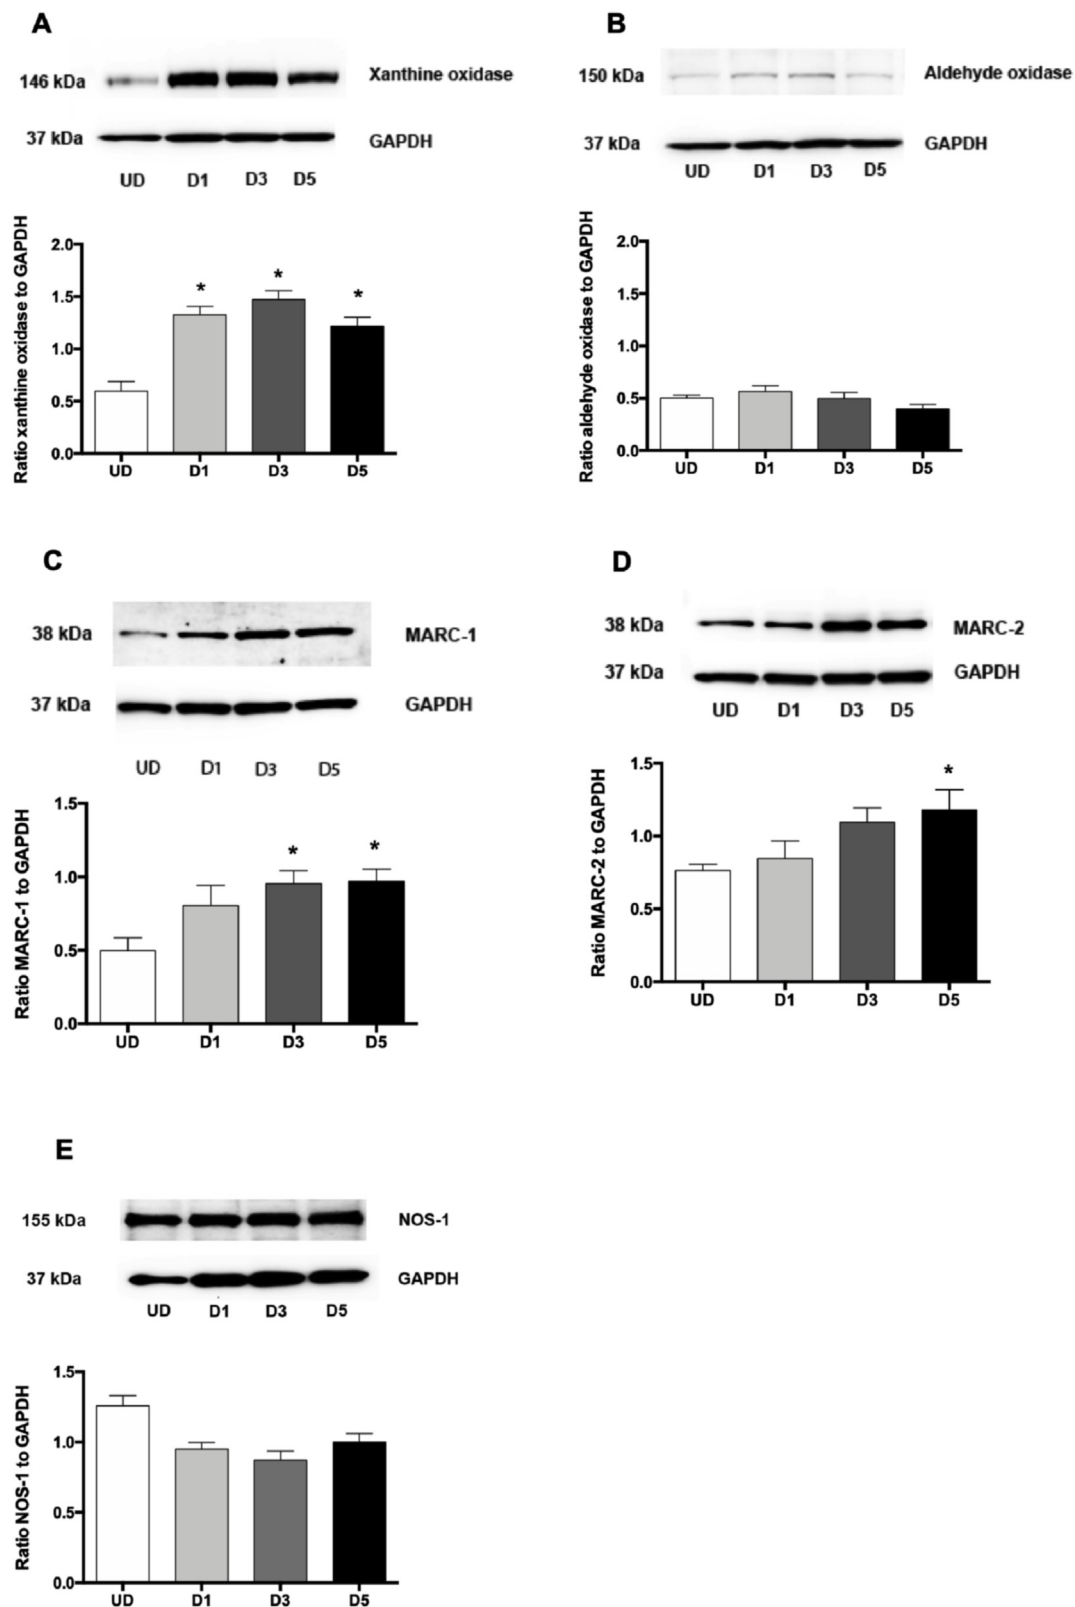 A
146 kDa
Xanthine oxidase
37 kDa
GAPDH
UD D1 D3 D5
Ratio xanthine oxidase to GAPDH
2.0
1.5
1.0
0.5
0.0
* * *
UD D1 D3 D5
B
150 kDa
Aldehyde oxidase
37 kDa
GAPDH
UD D1 D3 D5
Ratio aldehyde oxidase to GAPDH
2.0
1.5
1.0
0.5
0.0
UD D1 D3 D5
C
38 kDa
MARC-1
37 kDa
GAPDH
UD D1 D3 D5
Ratio MARC-1 to GAPDH
1.5
1.0
0.5
0.0
* *
UD D1 D3 D5
D
38 kDa
MARC-2
37 kDa
GAPDH
UD D1 D3 D5
Ratio MARC-2 to GAPDH
1.5
1.0
0.5
0.0
*
UD D1 D3 D5
E
155 kDa
NOS-1
37 kDa
GAPDH
UD D1 D3 D5
Ratio NOS-1 to GAPDH
1.5
1.0
0.5
0.0
UD D1 D3 D5